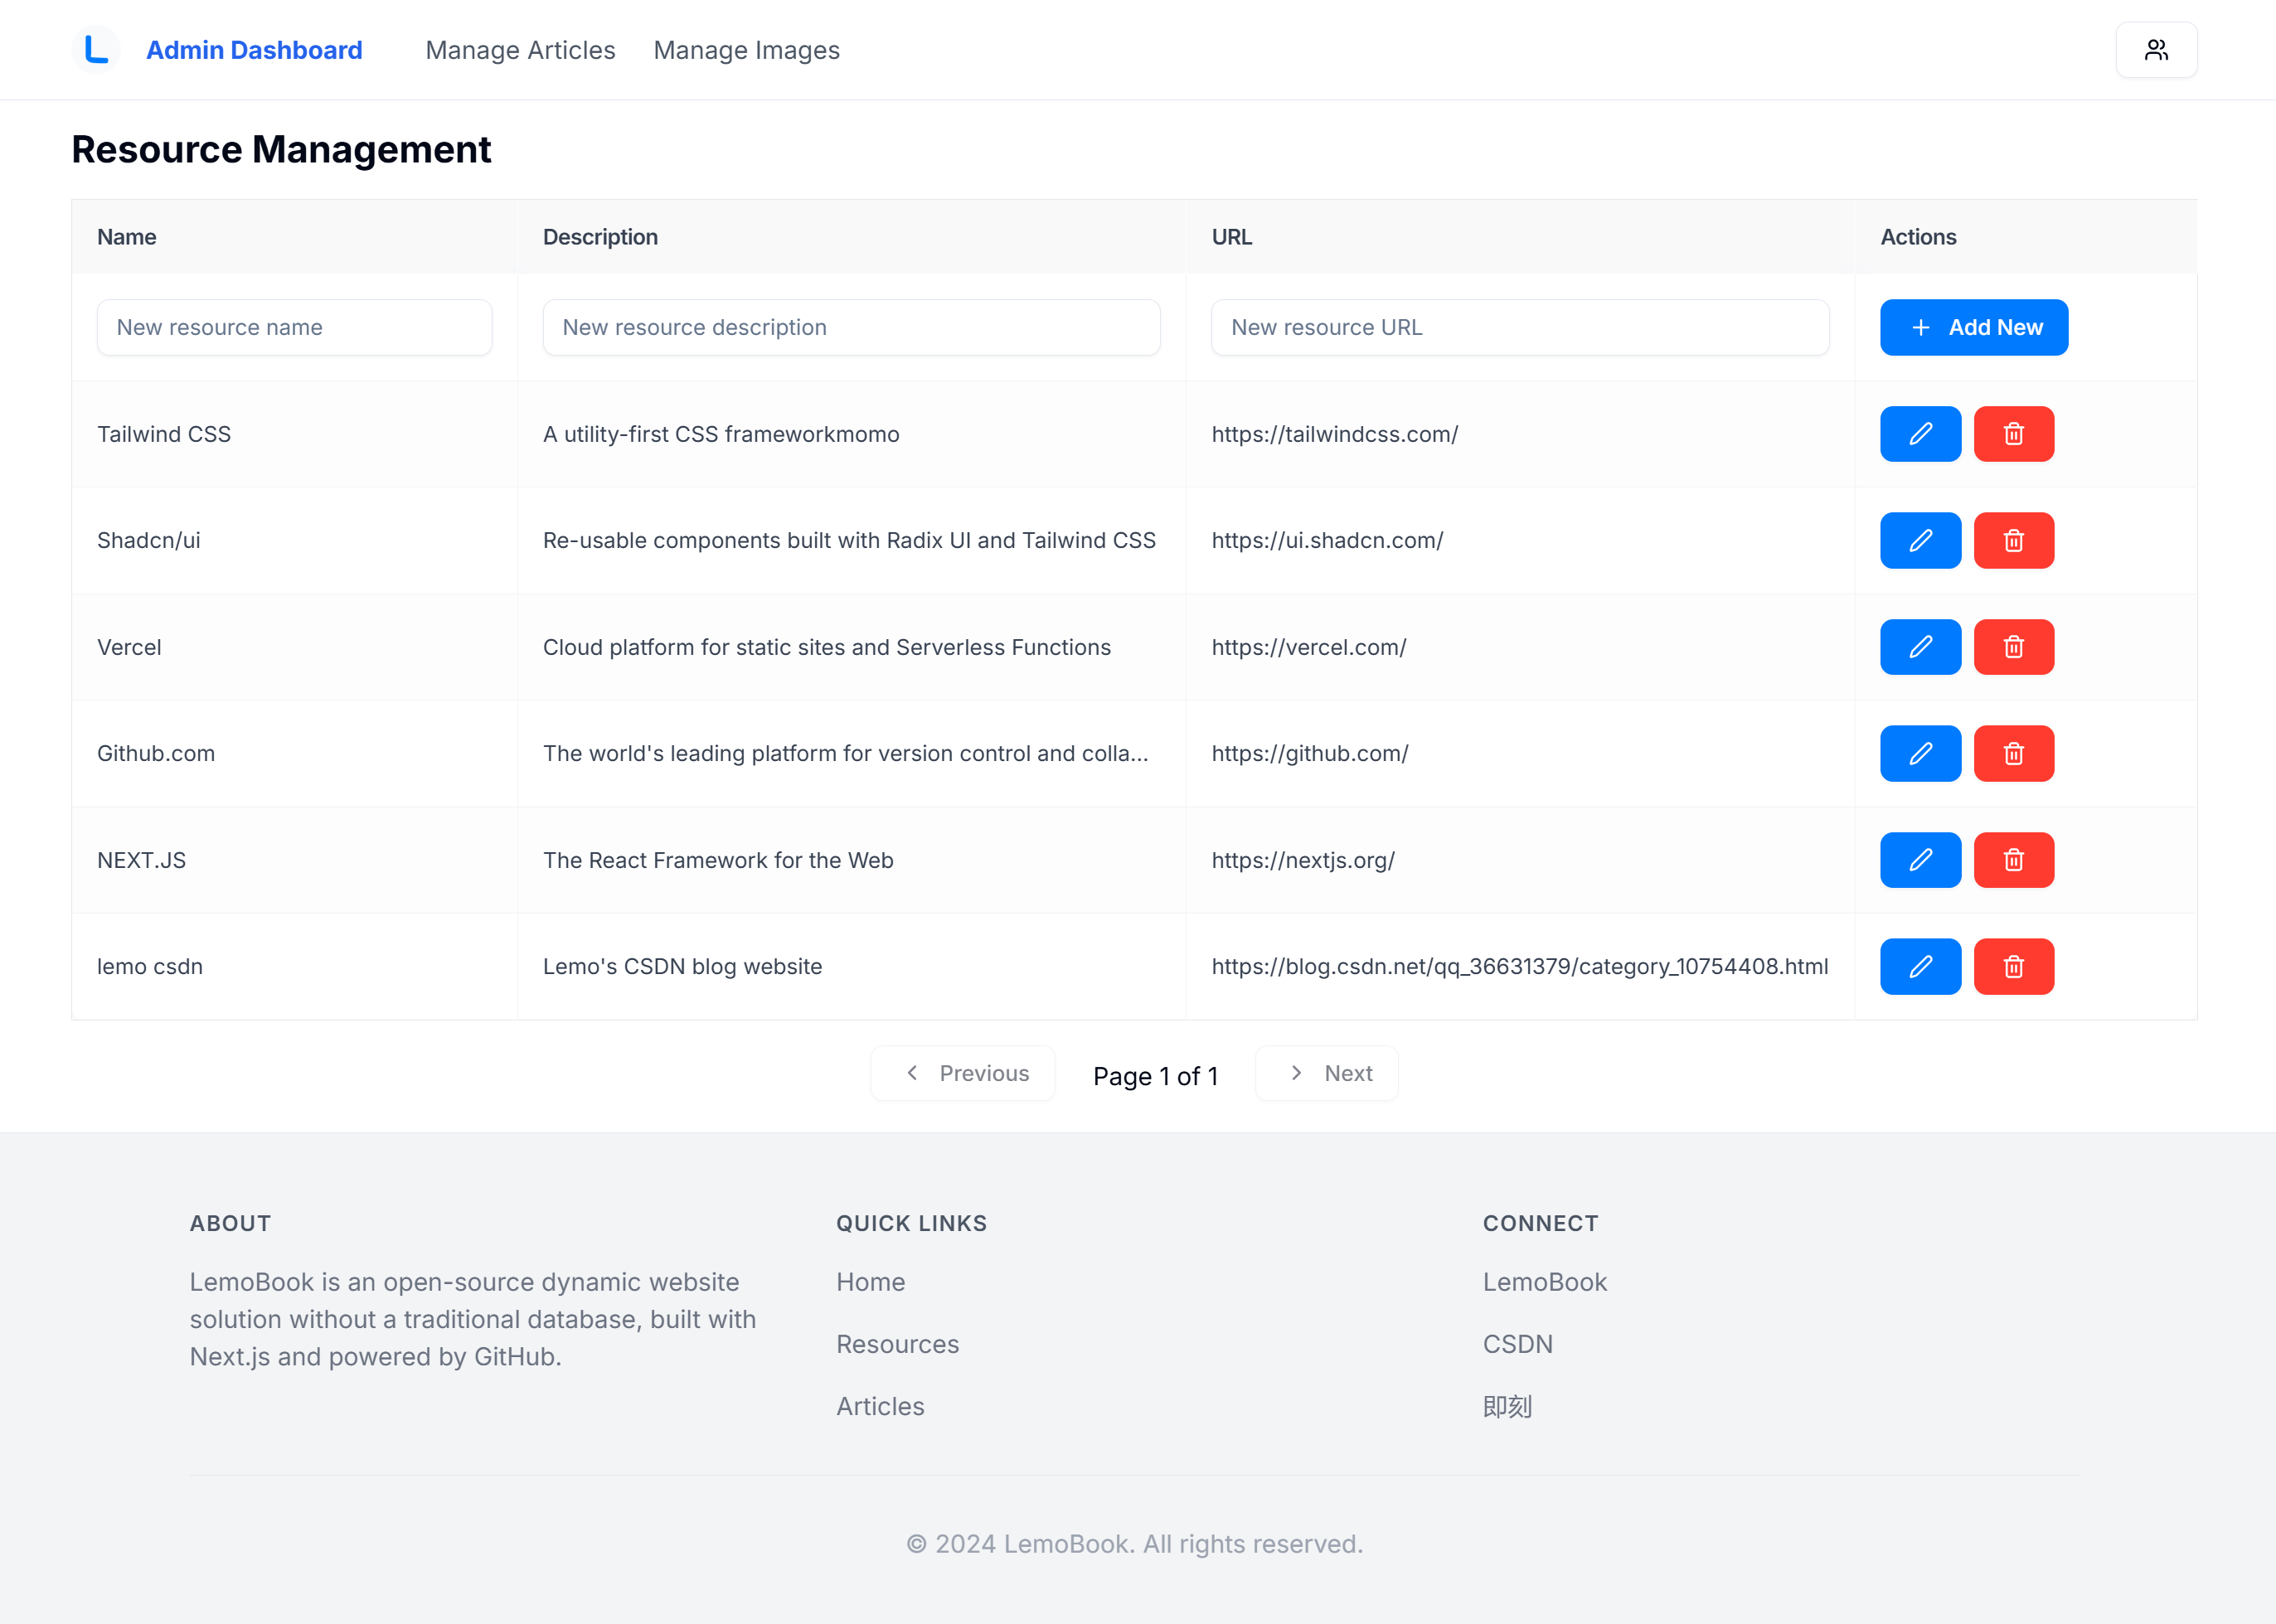 Admin Dashboard Manage Articles Manage Images
Resource Management
Name Description URL Actions
New resource name New resource description New resource URL Add New
Tailwind CSS A utility-first CSS frameworkmomo https://tailwindcss.com/
Shadcn/ui Re-usable components built with Radix UI and Tailwind CSS https://ui.shadcn.com/
Vercel Cloud platform for static sites and Serverless Functions https://vercel.com/
Github.com The world's leading platform for version control and colla... https://github.com/
NEXT.JS The React Framework for the Web https://nextjs.org/
lemo csdn Lemo's CSDN blog website https://blog.csdn.net/qq_36631379/category_10754408.html
Previous Page 1 of 1 Next
ABOUT
LemoBook is an open-source dynamic website
solution without a traditional database, built with
Next.js and powered by GitHub.
QUICK LINKS
Home
Resources
Articles
CONNECT
LemoBook
CSDN
即刻
© 2024 LemoBook. All rights reserved.